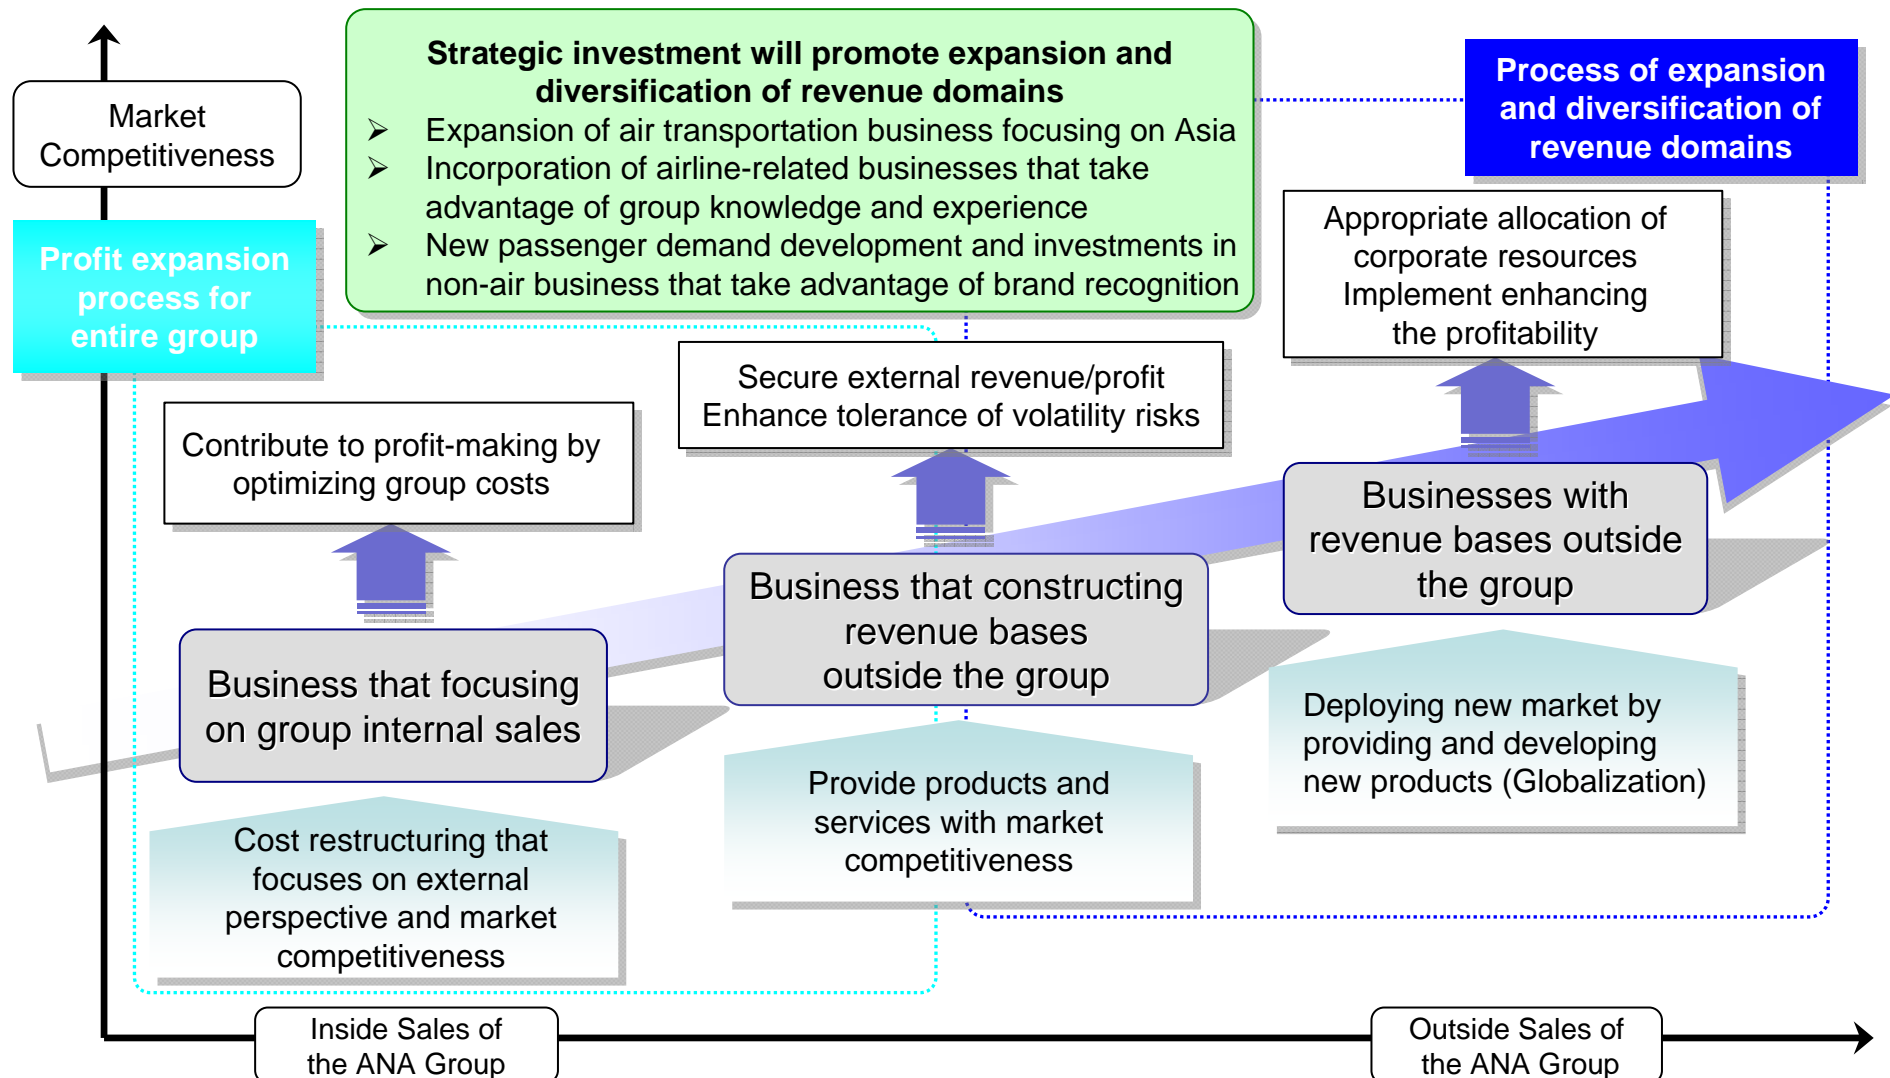 Strategic investment will promote expansion and
diversification of revenue domains
➢ Expansion of air transportation business focusing on Asia
➢ Incorporation of airline-related businesses that take
advantage of group knowledge and experience
➢ New passenger demand development and investments in
non-air business that take advantage of brand recognition
Process of expansion
and diversification of
revenue domains
Market
Competitiveness
Profit expansion
process for
entire group
Appropriate allocation of
corporate resources
Implement enhancing
the profitability
Secure external revenue/profit
Enhance tolerance of volatility risks
Contribute to profit-making by
optimizing group costs
Businesses with
revenue bases outside
the group
Business that constructing
revenue bases
outside the group
Business that focusing
on group internal sales
Deploying new market by
providing and developing
new products (Globalization)
Provide products and
services with market
competitiveness
Cost restructuring that
focuses on external
perspective and market
competitiveness
Inside Sales of
the ANA Group
Outside Sales of
the ANA Group